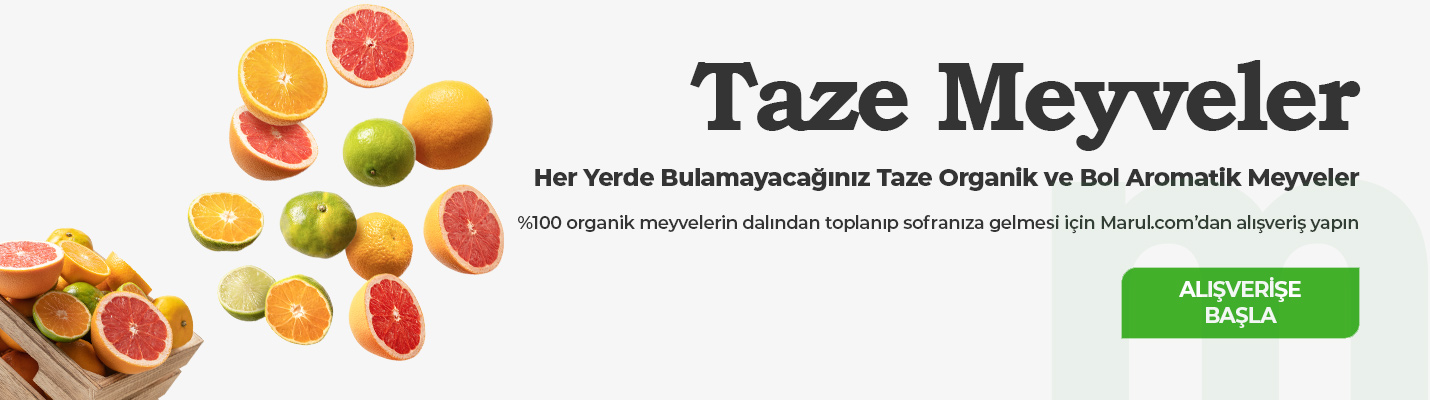 Taze Meyveler
Her Yerde Bulamayacağınız Taze Organik ve Bol Aromatik Meyveler
%100 organik meyvelerin dalından toplanıp sofranıza gelmesi için Marul.com’dan alışveriş yapın
ALIŞVERİŞE
BAŞLA
m